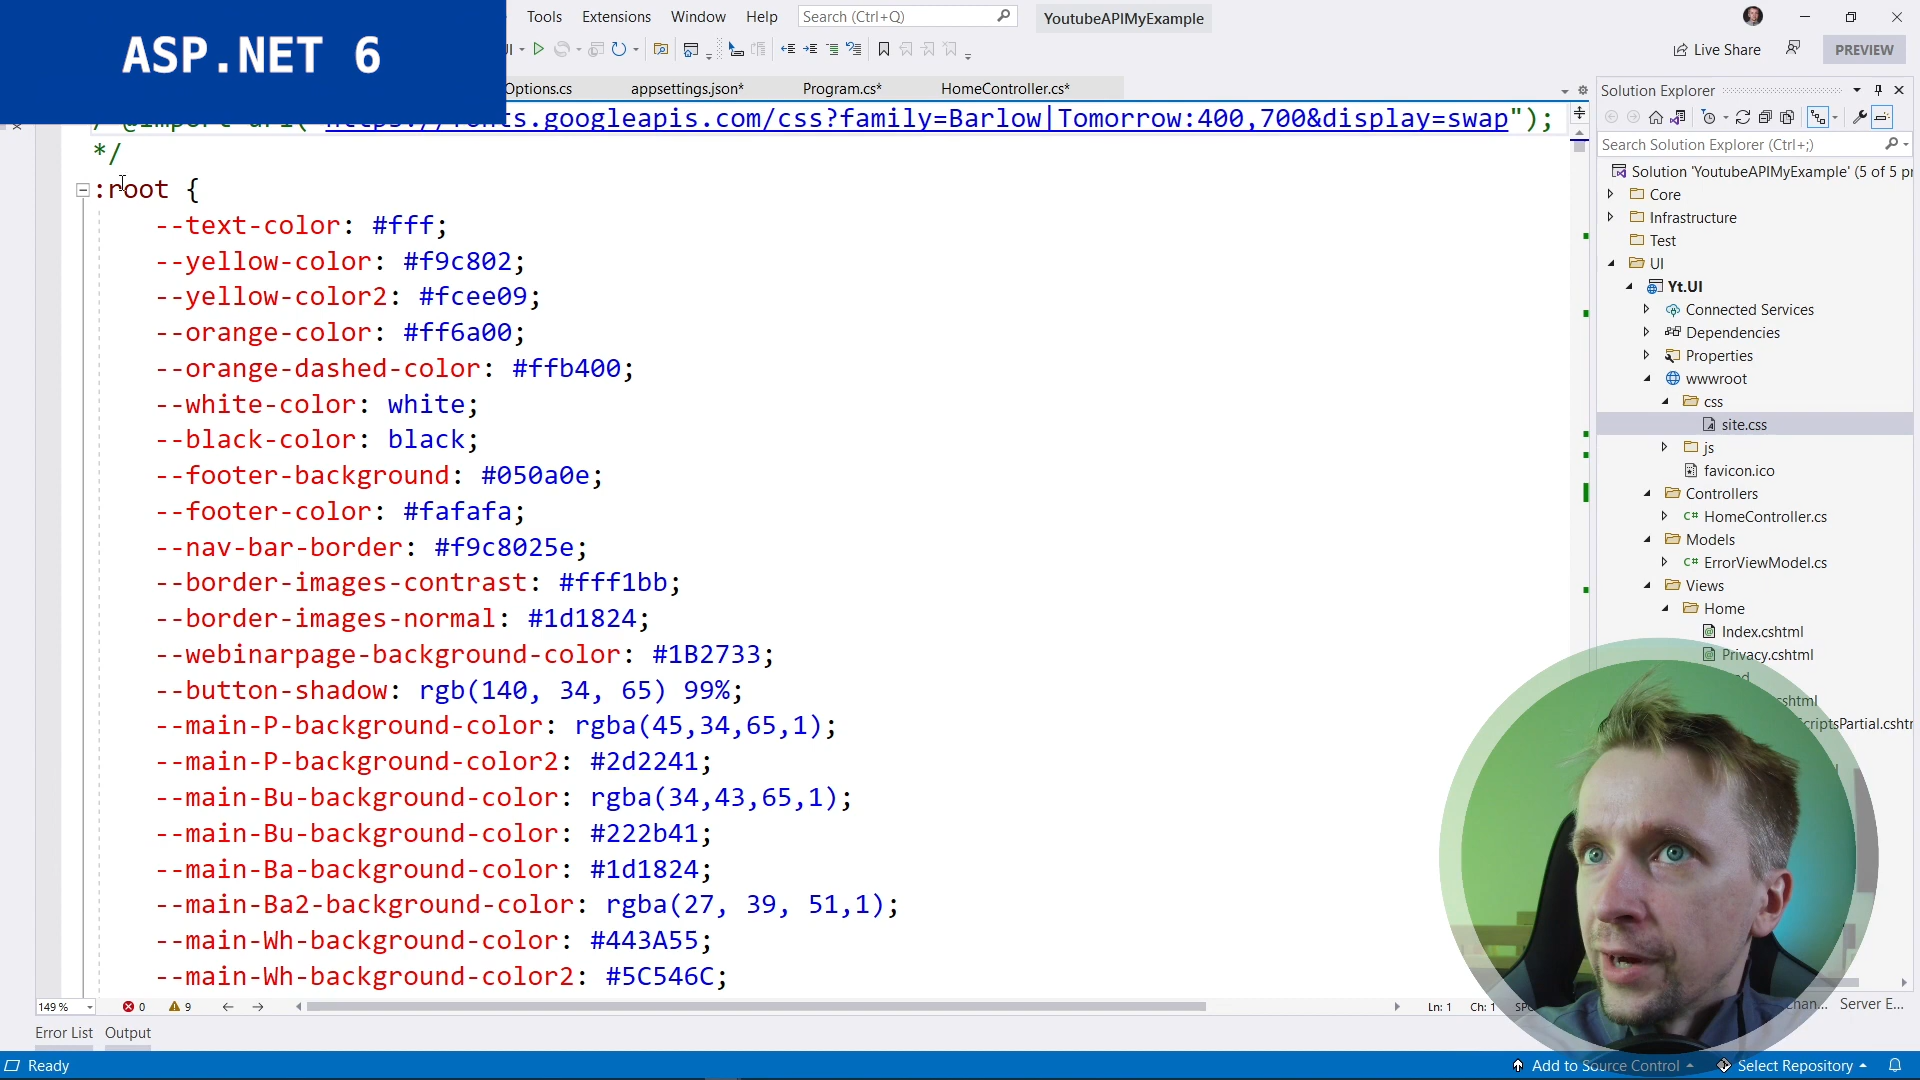 ASP.NET 6
Tools Extensions Window Help Search (Ctrl+Q) YoutubeAPIMyExample
Live Share PREVIEW
Options.cs appsettings.json* Program.cs* HomeController.cs*
/*@import url("https://fonts.googleapis.com/css?family=Barlow|Tomorrow:400,700&display=swap");
*/
:root {
--text-color: #fff;
--yellow-color: #f9c802;
--yellow-color2: #fcee09;
--orange-color: #ff6a00;
--orange-dashed-color: #ffb400;
--white-color: white;
--black-color: black;
--footer-background: #050a0e;
--footer-color: #fafafa;
--nav-bar-border: #f9c8025e;
--border-images-contrast: #fff1bb;
--border-images-normal: #1d1824;
--webinarpage-background-color: #1B2733;
--button-shadow: rgb(140, 34, 65) 99%;
--main-P-background-color: rgba(45,34,65,1);
--main-P-background-color2: #2d2241;
--main-Bu-background-color: rgba(34,43,65,1);
--main-Bu-background-color: #222b41;
--main-Ba-background-color: #1d1824;
--main-Ba2-background-color: rgba(27, 39, 51,1);
--main-Wh-background-color: #443A55;
--main-Wh-background-color2: #5C546C;
149 % 0 9 Ln: 1 Ch: 1 SPC
Error List Output
Ready Add to Source Control Select Repository
Solution Explorer
Search Solution Explorer (Ctrl+;)
Solution 'YoutubeAPIMyExample' (5 of 5 pr
Core
Infrastructure
Test
UI
Yt.UI
Connected Services
Dependencies
Properties
wwwroot
css
site.css
js
favicon.ico
Controllers
C# HomeController.cs
Models
C# ErrorViewModel.cs
Views
Home
Index.cshtml
Privacy.cshtml
criptsPartial.cshtm
Server E...